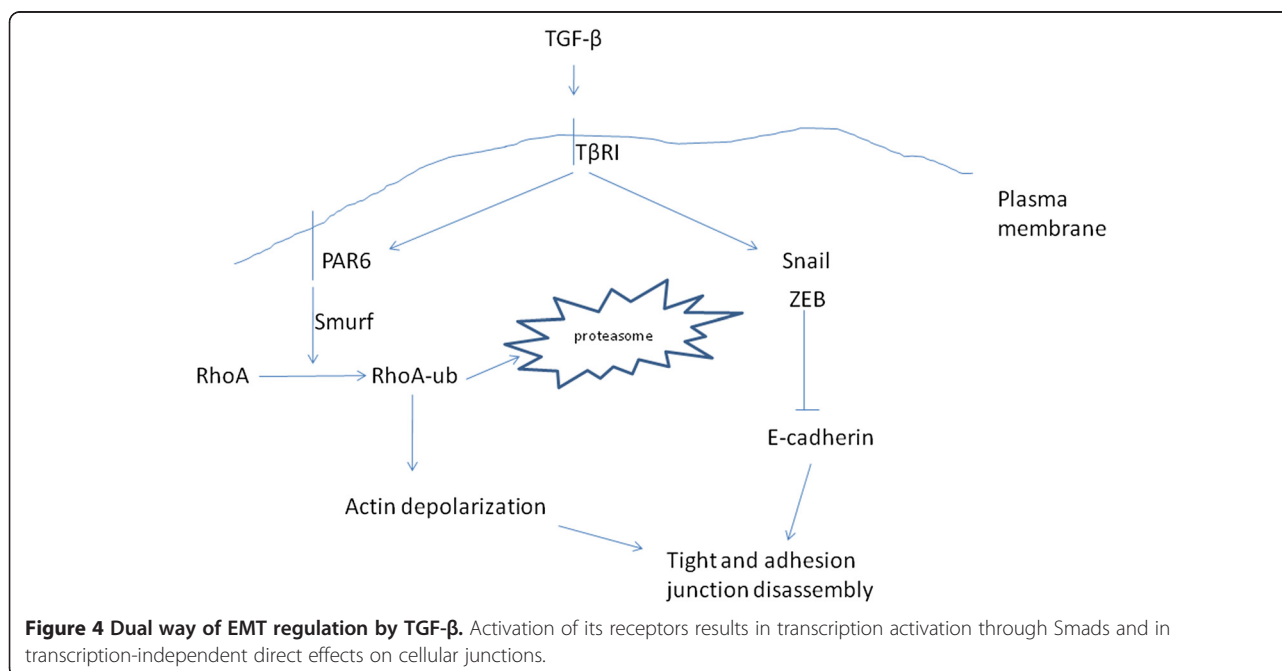 TGF-β
TβRI
Plasma
membrane
PAR6
Snail
ZEB
Smurf
proteasome
RhoA
RhoA-ub
E-cadherin
Actin depolarization
Tight and adhesion
junction disassembly
Figure 4 Dual way of EMT regulation by TGF-β. Activation of its receptors results in transcription activation through Smads and in
transcription-independent direct effects on cellular junctions.